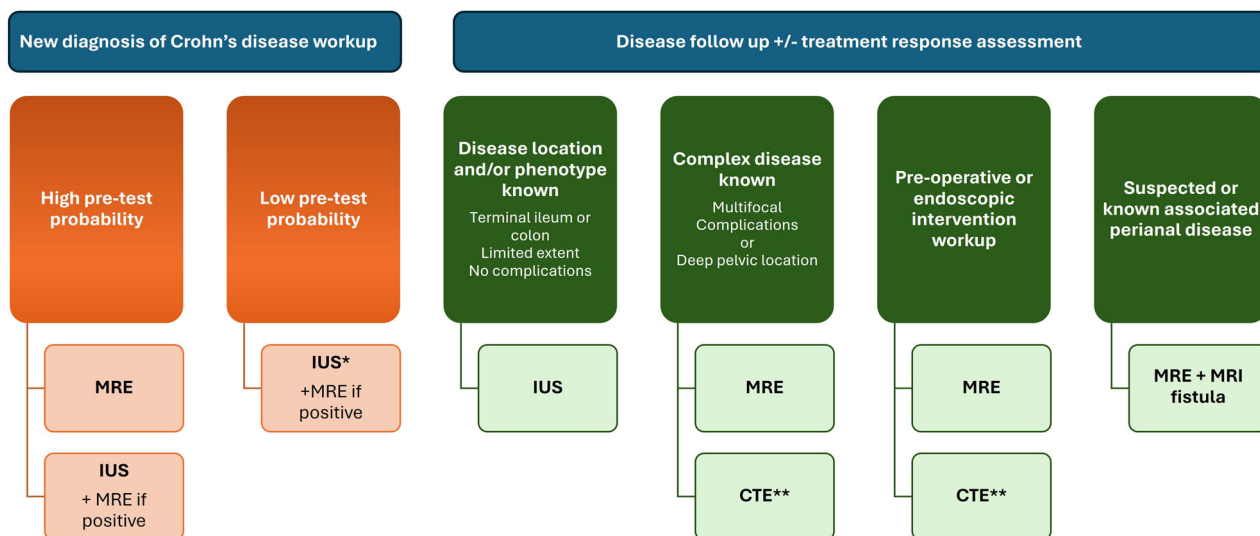 New diagnosis of Crohn’s disease workup
Disease follow up +/- treatment response assessment
High pre-test
probability
MRE
IUS
+ MRE if
positive
Low pre-test
probability
IUS*
+MRE if
positive
Disease location
and/or phenotype
known
Terminal ileum or
colon
Limited extent
No complications
IUS
Complex disease
known
Multifocal
Complications
or
Deep pelvic location
MRE
CTE**
Pre-operative or
endoscopic
intervention
workup
MRE
CTE**
Suspected or
known associated
perianal disease
MRE + MRI
fistula